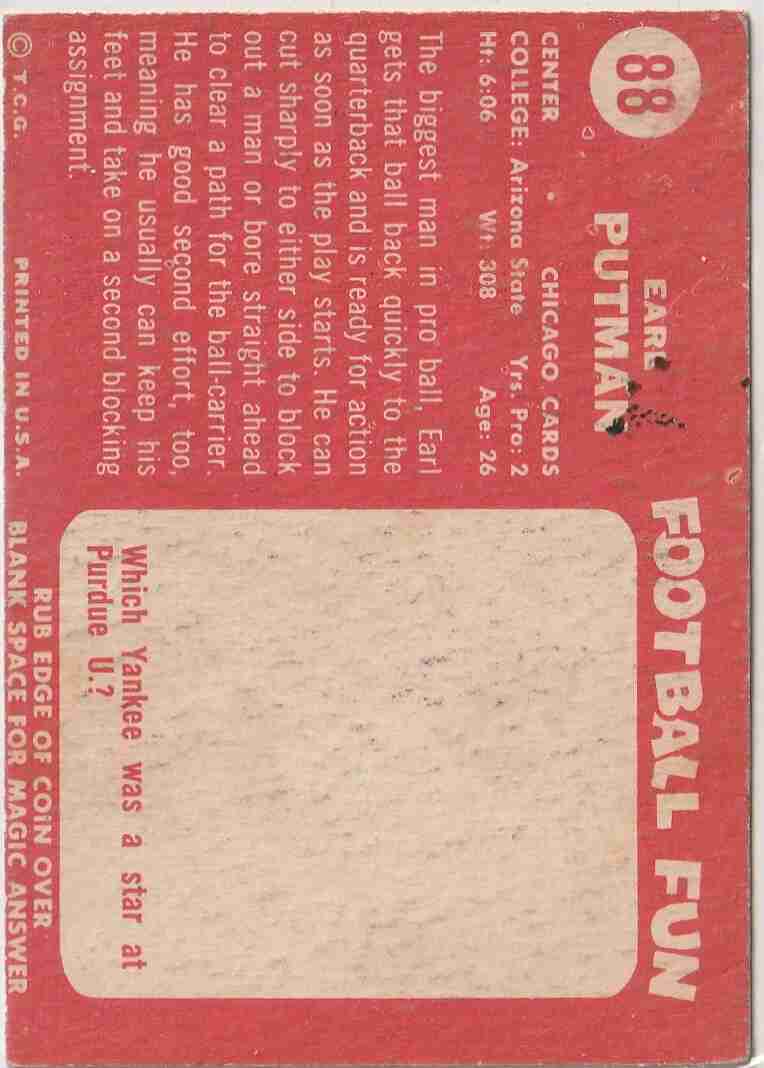 88
EARL
PUTMAN
CENTER • CHICAGO CARDS
COLLEGE: Arizona State Yrs. Pro: 2
Ht: 6:06 Wt: 308 Age: 26
The biggest man in pro ball, Earl
gets that ball back quickly to the
quarterback and is ready for action
as soon as the play starts. He can
cut sharply to either side to block
out a man or bore straight ahead
to clear a path for the ball-carrier.
He has good second effort, too,
meaning he usually can keep his
feet and take on a second blocking
assignment.
© T.C.G. PRINTED IN U.S.A.
FOOTBALL FUN
Which Yankee was a star at
Purdue U.?
RUB EDGE OF COIN OVER
BLANK SPACE FOR MAGIC ANSWER